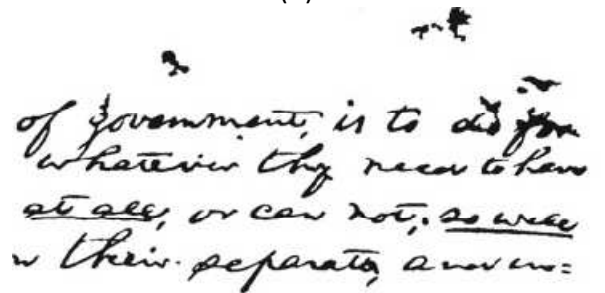 of government, is to do for
whatever they need to have
at all, or can not, so well
n their separate, and in=